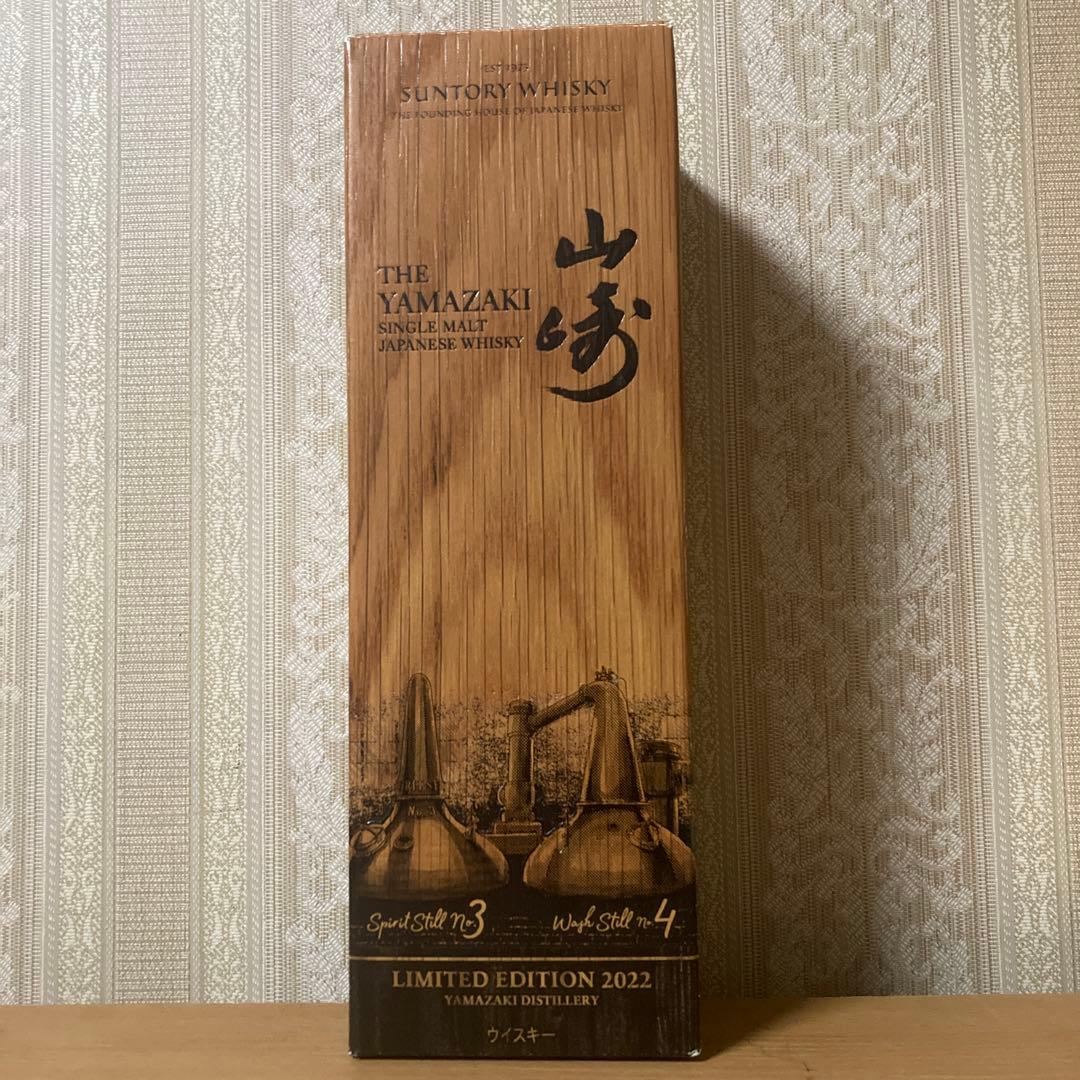 EST 1923
SUNTORY WHISKY
THE FOUNDING HOUSE OF JAPANESE WHISKY
山崎
THE
YAMAZAKI
SINGLE MALT
JAPANESE WHISKY
Spirit Still No.3
Wash Still No.4
LIMITED EDITION 2022
YAMAZAKI DISTILLERY
ウイスキー